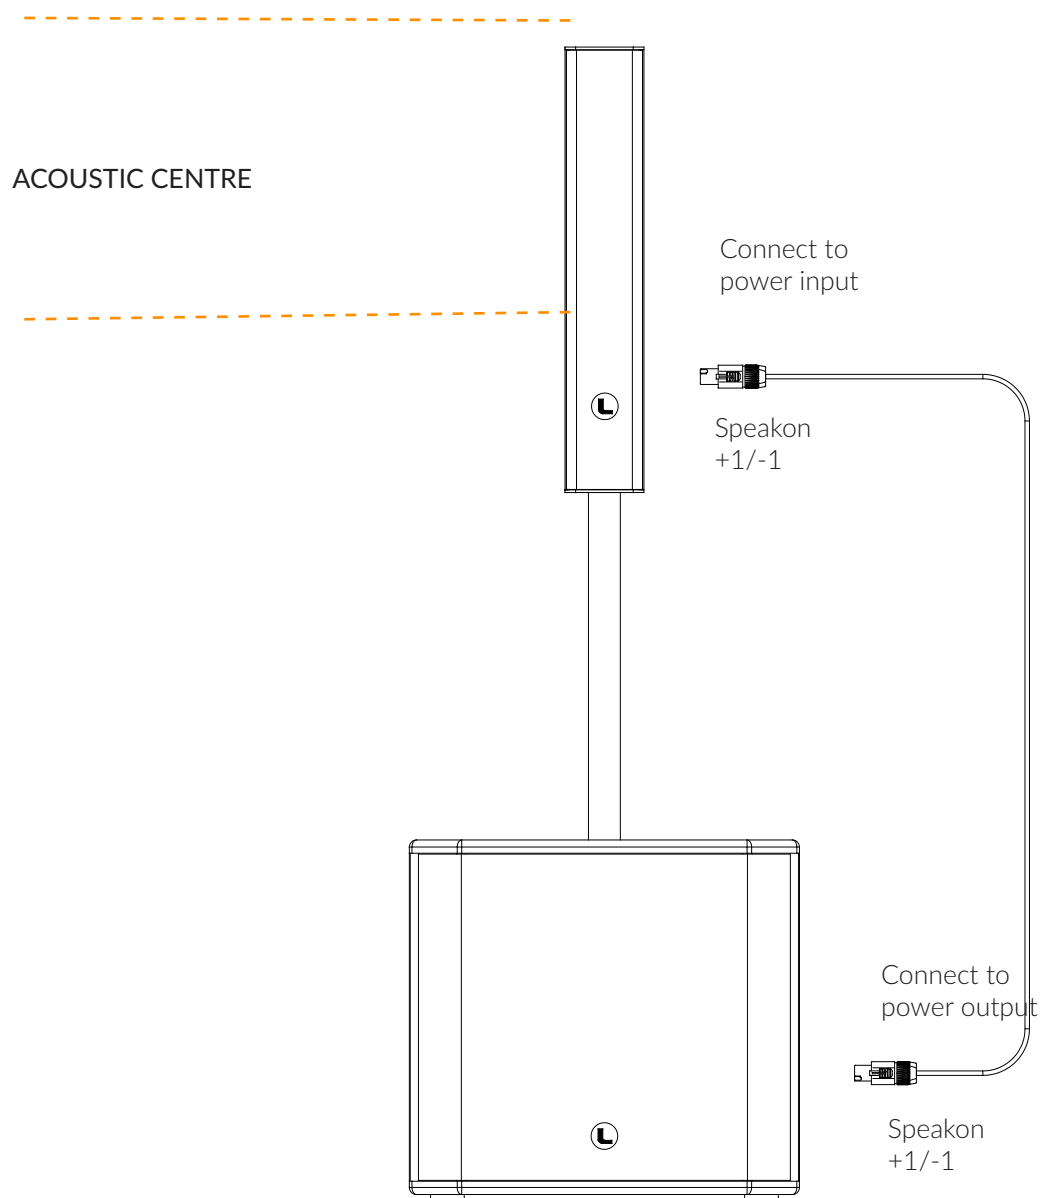 ACOUSTIC CENTRE
Connect to
power input
Speakon
+1/-1
Connect to
power output
Speakon
+1/-1